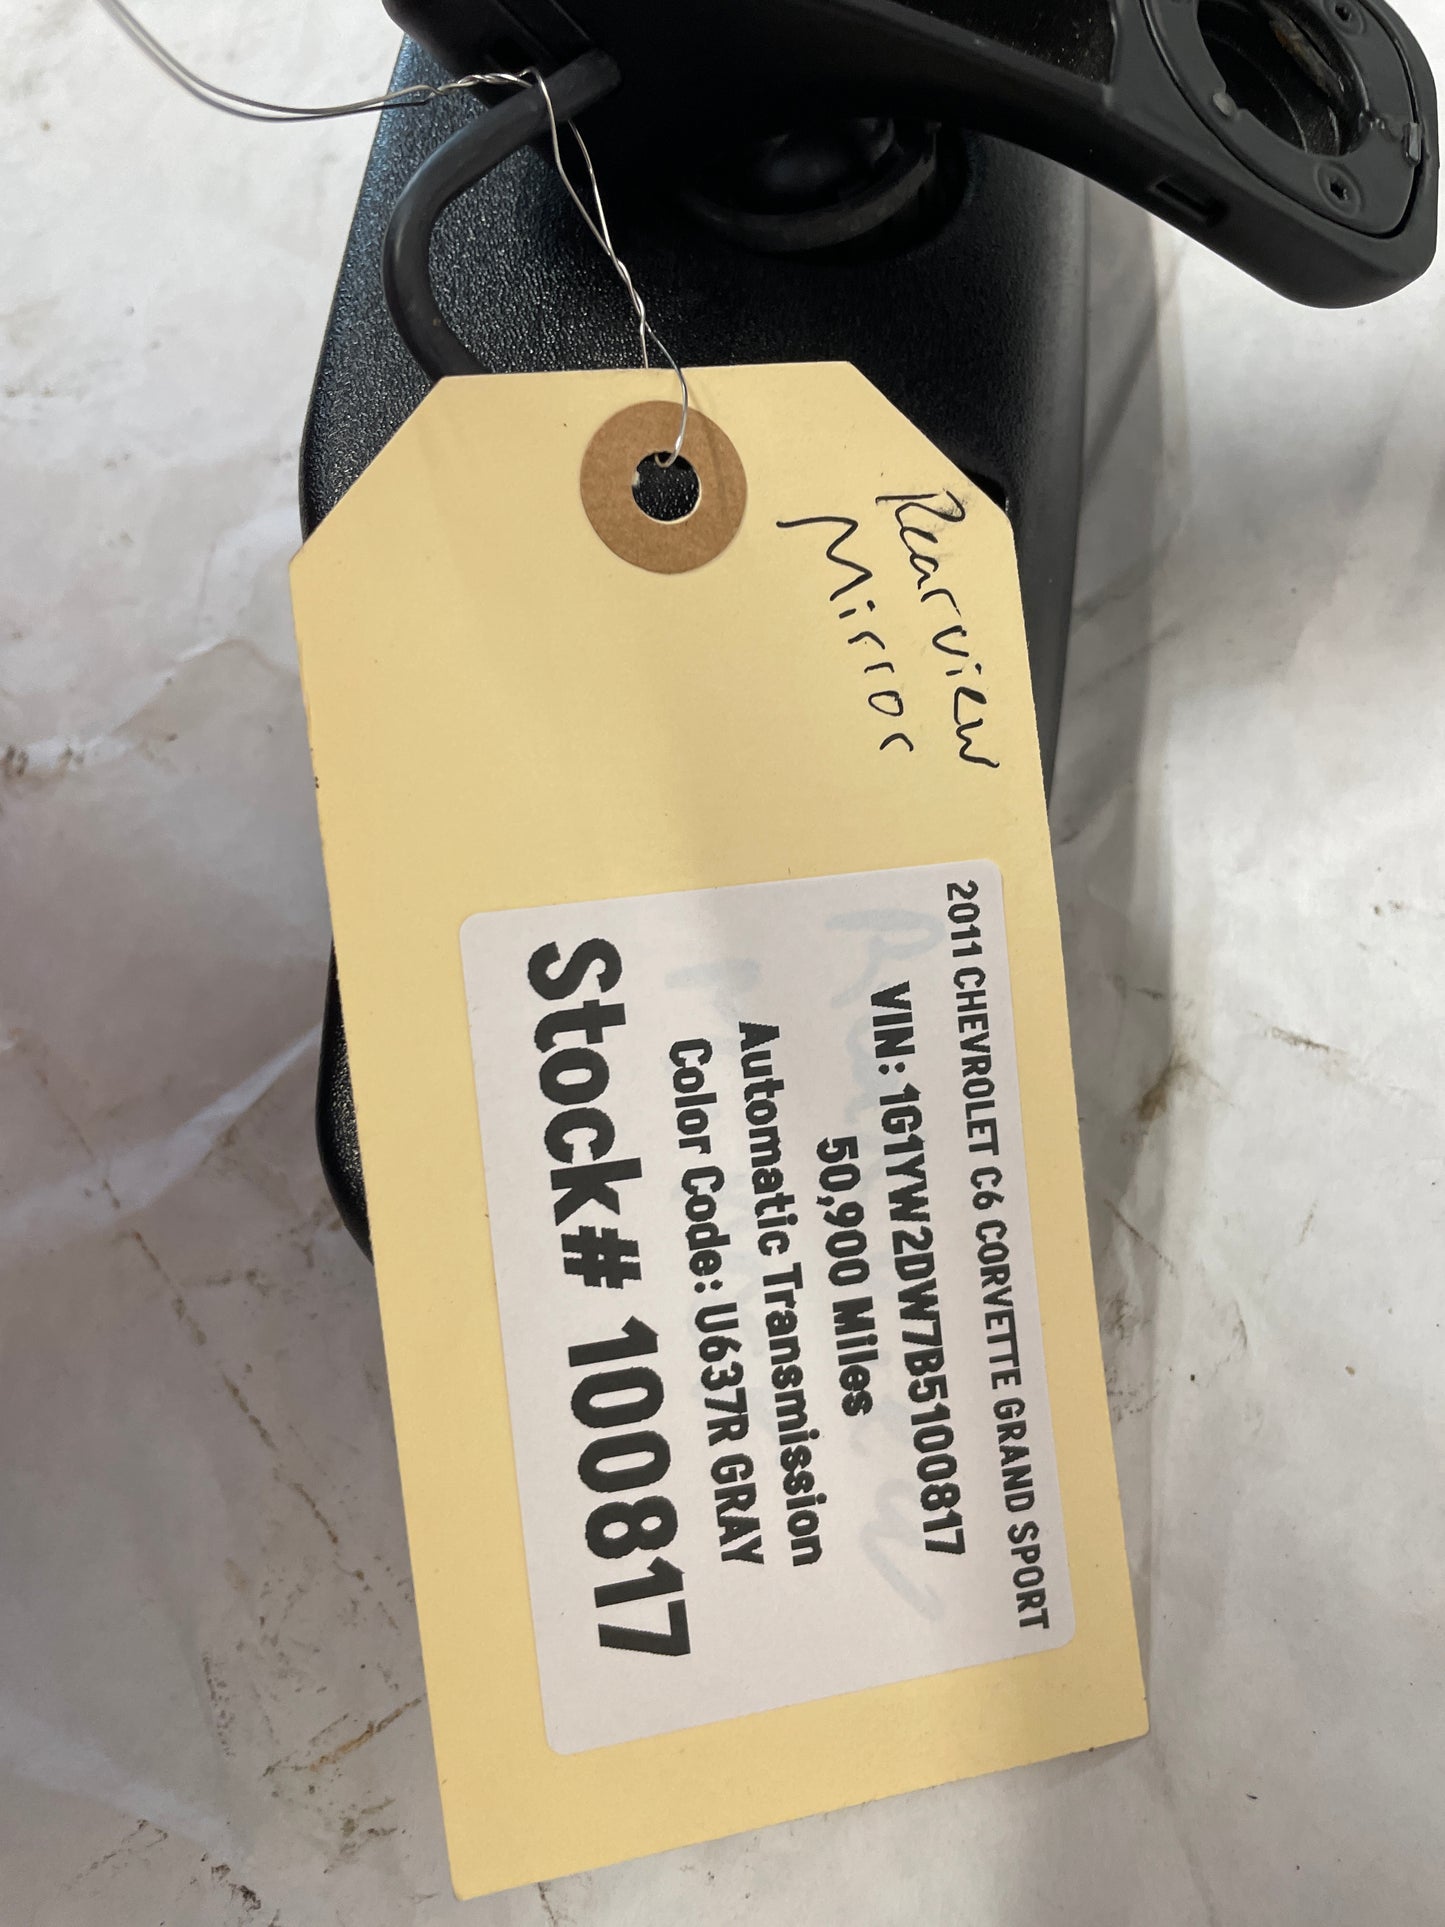 Rearview
Mirror
2011 CHEVROLET C6 CORVETTE GRAND SPORT
VIN: 1G1YW2DW7B5100817
50,900 Miles
Automatic Transmission
Color Code: U637R GRAY
Stock# 100817